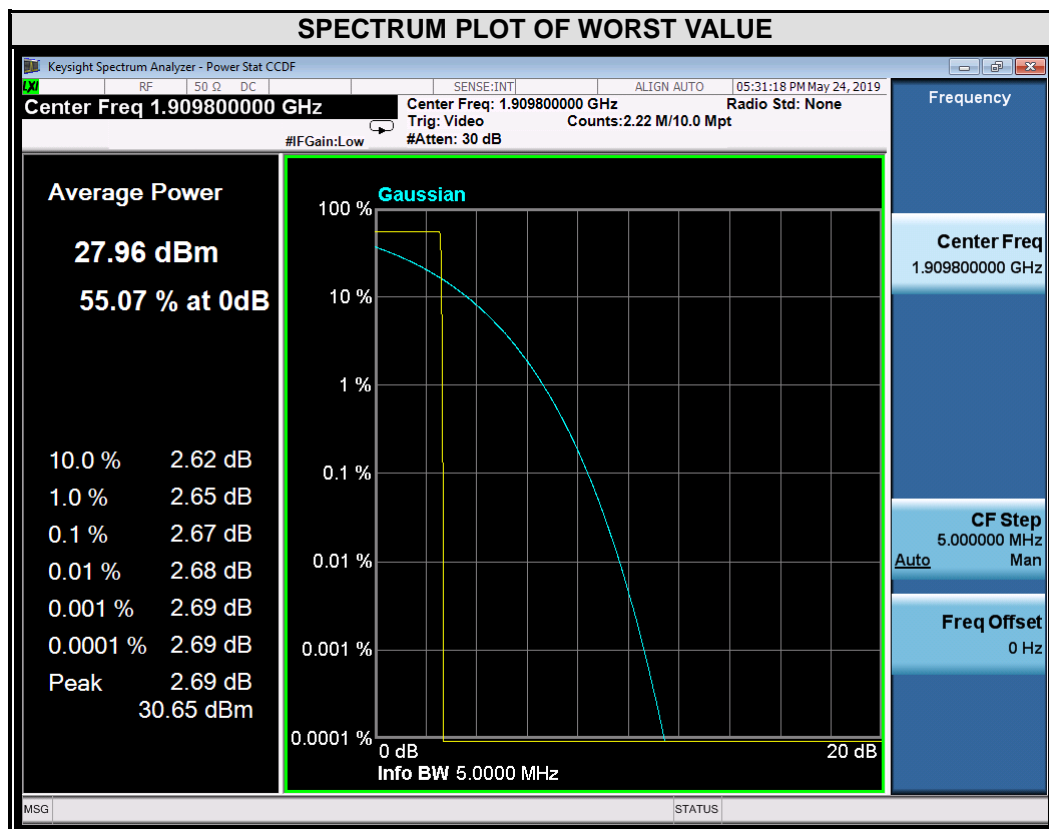 SPECTRUM PLOT OF WORST VALUE
Keysight Spectrum Analyzer - Power Stat CCDF
LXI RF 50 Ω DC SENSE:INT ALIGN AUTO 05:31:18 PM May 24, 2019
Center Freq 1.909800000 GHz
#IFGain:Low
Center Freq: 1.909800000 GHz Radio Std: None
Trig: Video Counts:2.22 M/10.0 Mpt
#Atten: 30 dB
Average Power
27.96 dBm
55.07 % at 0dB
10.0 % 2.62 dB
1.0 % 2.65 dB
0.1 % 2.67 dB
0.01 % 2.68 dB
0.001 % 2.69 dB
0.0001 % 2.69 dB
Peak 2.69 dB
30.65 dBm
Gaussian
100 %
10 %
1 %
0.1 %
0.01 %
0.001 %
0.0001 %
0 dB 20 dB
Info BW 5.0000 MHz
Frequency
Center Freq
1.909800000 GHz
CF Step
5.000000 MHz
Auto Man
Freq Offset
0 Hz
MSG STATUS